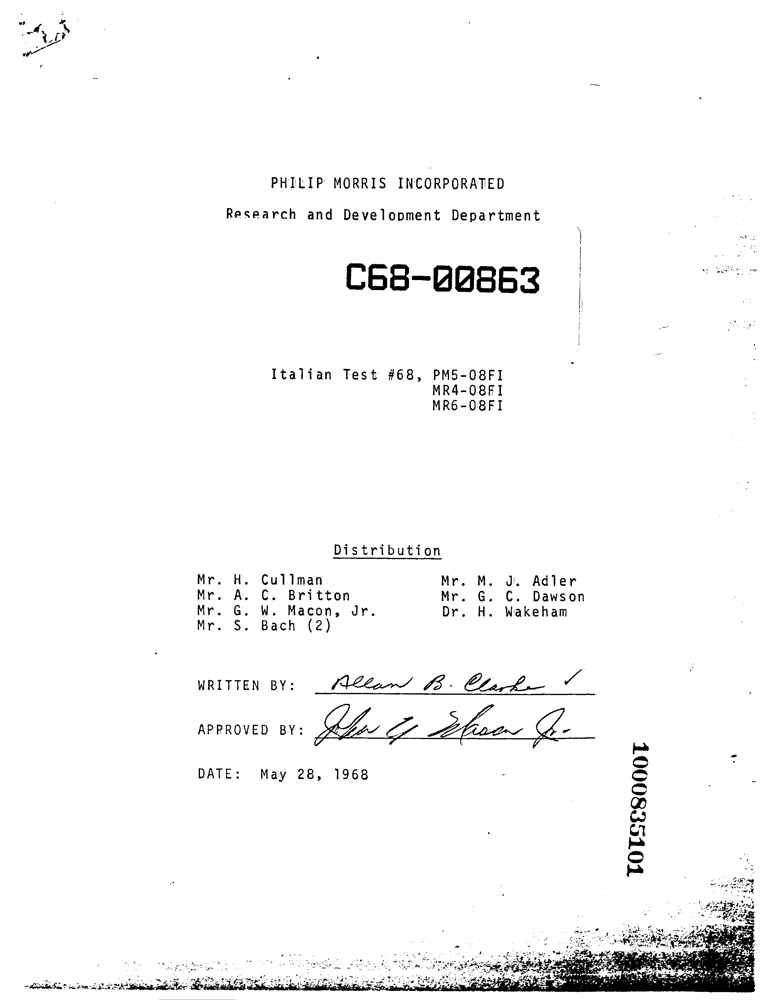 PHILIP MORRIS INCORPORATED
Research and Development Department
C68-00863
Italian Test #68, PM5-08FI
MR4-08FI
MR6-08FI
Distribution
Mr. H. Cullman
Mr. A. C. Britton
Mr. G. W. Macon, Jr.
Mr. S. Bach (2)
Mr. M. J. Adler
Mr. G. C. Dawson
Dr. H. Wakeham
WRITTEN BY: Allan B. Clarke ✓
APPROVED BY: John Y Mason Jr.
DATE: May 28, 1968
1000835101